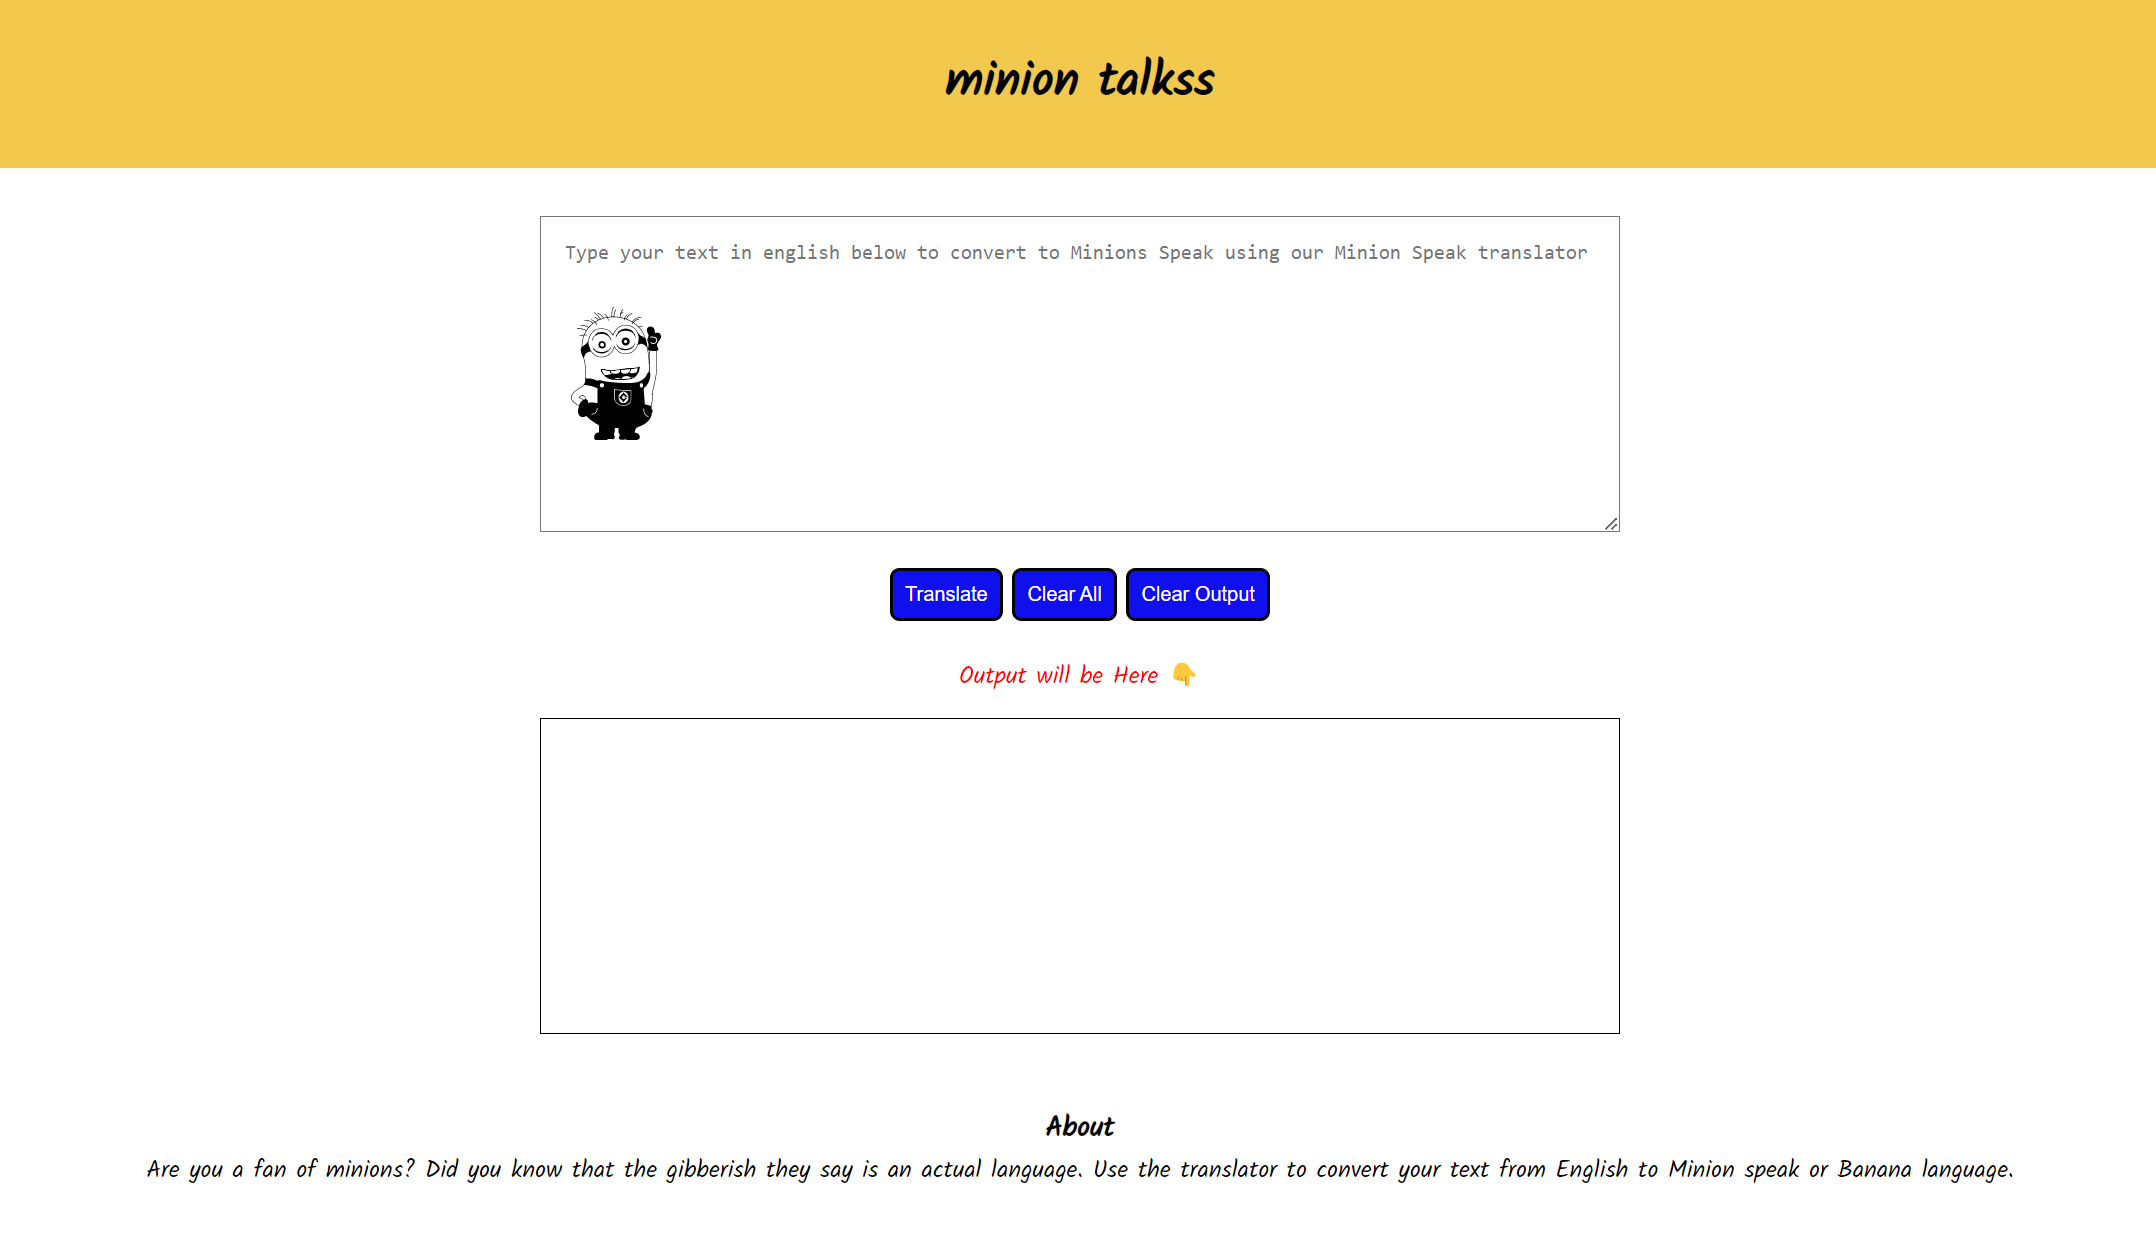 minion talkss
Type your text in english below to convert to Minions Speak using our Minion Speak translator
Translate
Clear All
Clear Output
Output will be Here 👇
About
Are you a fan of minions? Did you know that the gibberish they say is an actual language. Use the translator to convert your text from English to Minion speak or Banana language.